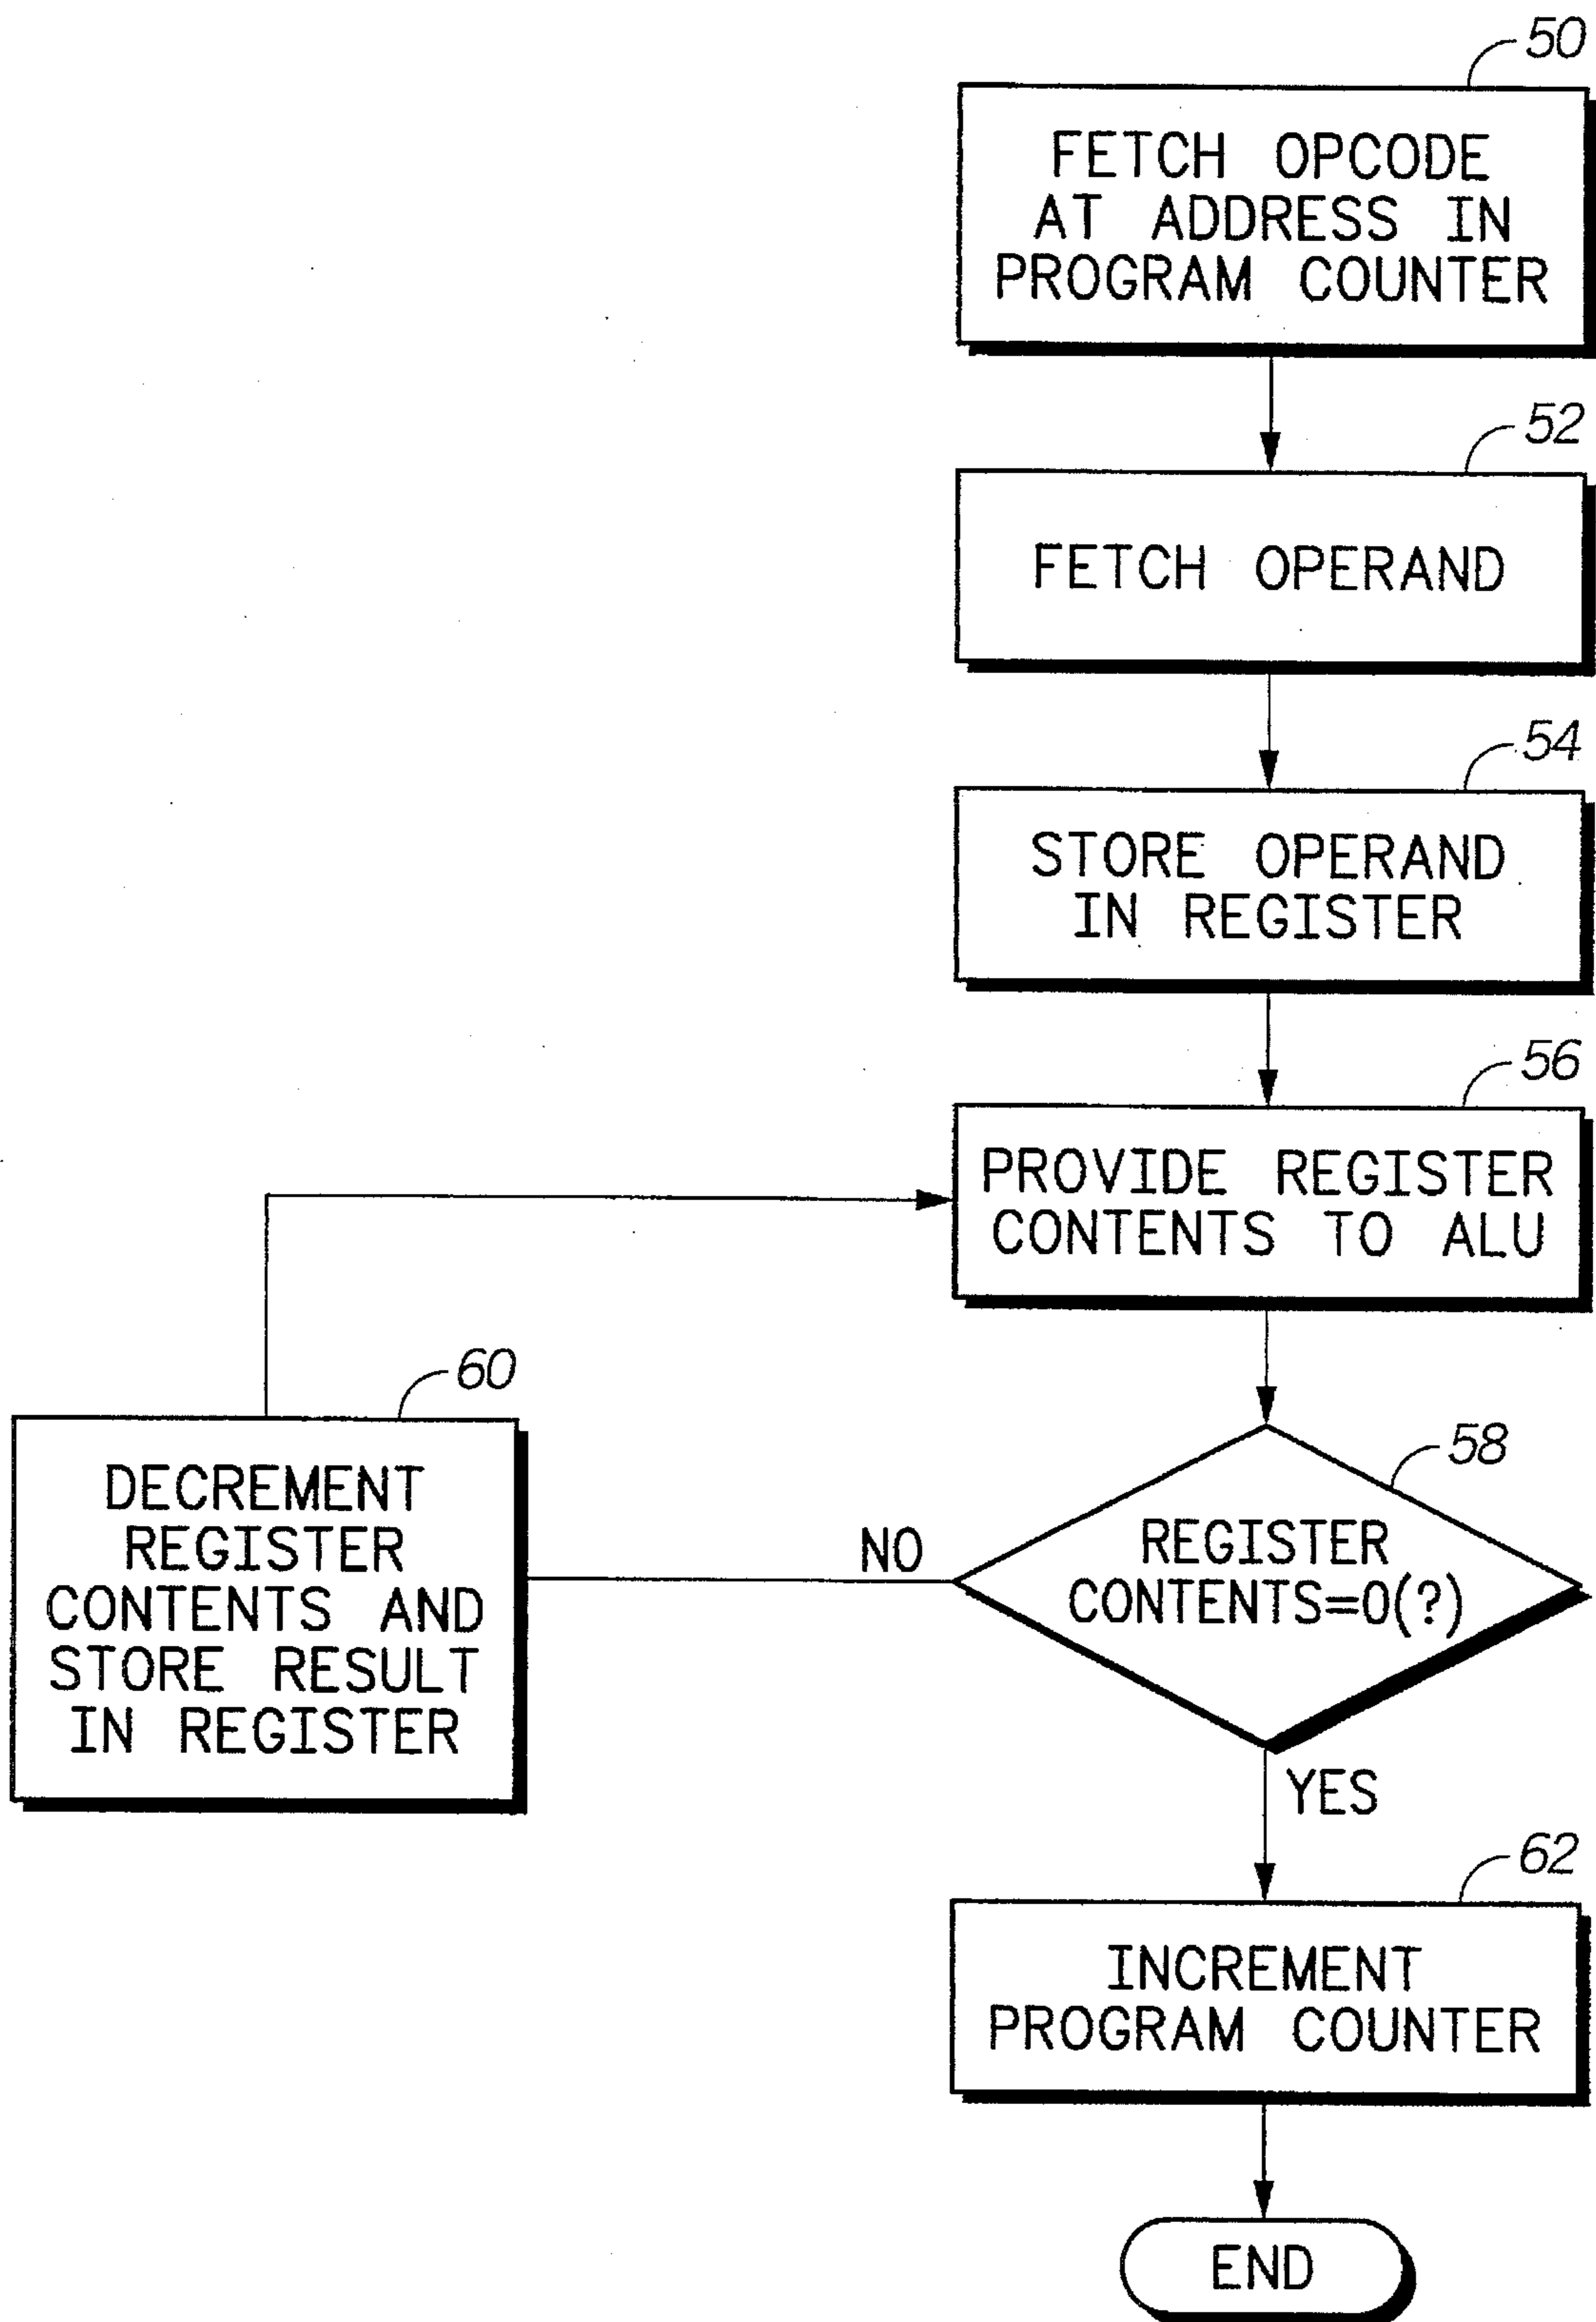 50
FETCH OPCODE
AT ADDRESS IN
PROGRAM COUNTER
52
FETCH OPERAND
54
STORE OPERAND
IN REGISTER
56
PROVIDE REGISTER
CONTENTS TO ALU
58
REGISTER
CONTENTS=0(?)
NO
60
DECREMENT
REGISTER
CONTENTS AND
STORE RESULT
IN REGISTER
YES
62
INCREMENT
PROGRAM COUNTER
END